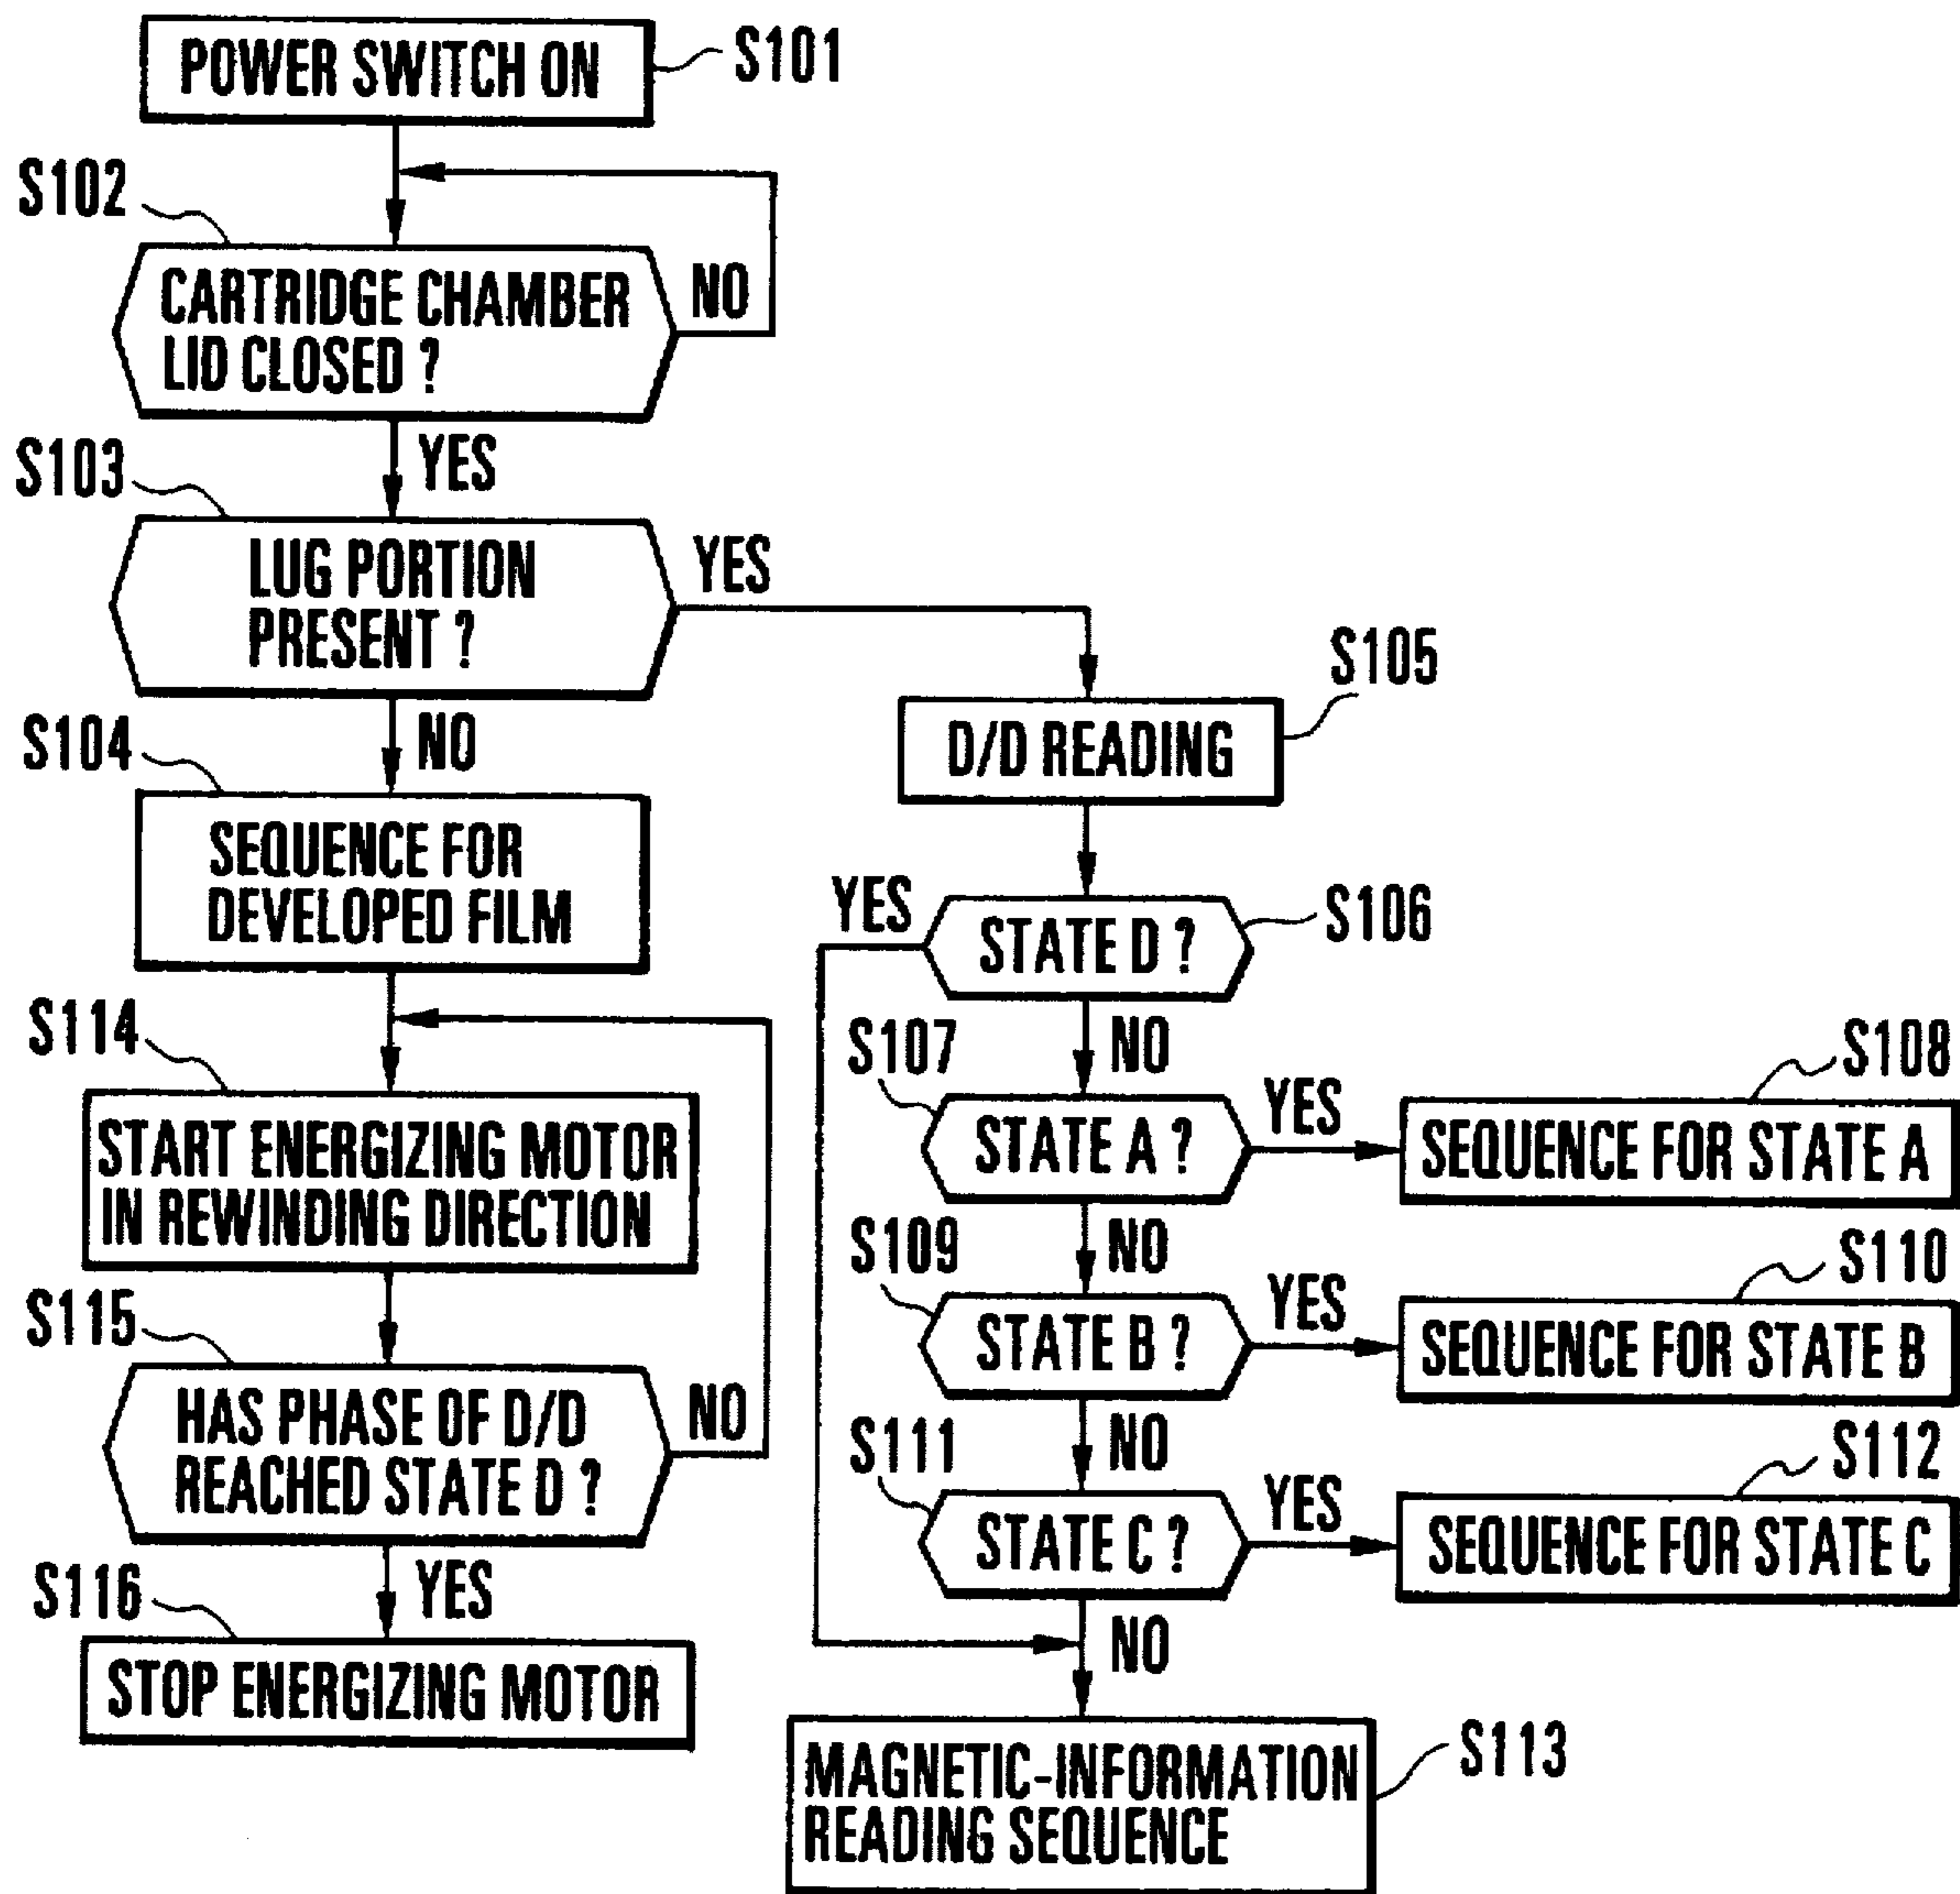 POWER SWITCH ON
S101
S102
CARTRIDGE CHAMBER
LID CLOSED ?
NO
YES
S103
LUG PORTION
PRESENT ?
YES
NO
S104
SEQUENCE FOR
DEVELOPED FILM
S114
START ENERGIZING MOTOR
IN REWINDING DIRECTION
S115
HAS PHASE OF D/D
REACHED STATE D ?
NO
YES
S116
STOP ENERGIZING MOTOR
S105
D/D READING
YES
STATE D ?
S106
NO
S107
STATE A ?
YES
S108
SEQUENCE FOR STATE A
NO
S109
STATE B ?
YES
S110
SEQUENCE FOR STATE B
NO
S111
STATE C ?
YES
S112
SEQUENCE FOR STATE C
NO
S113
MAGNETIC-INFORMATION
READING SEQUENCE